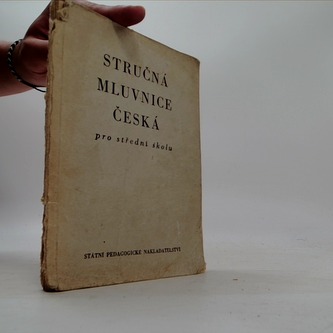 STRUČNÁ
MLUVNICE
ČESKÁ
pro střední školu
STÁTNÍ PEDAGOGICKÉ NAKLADATELSTVÍ